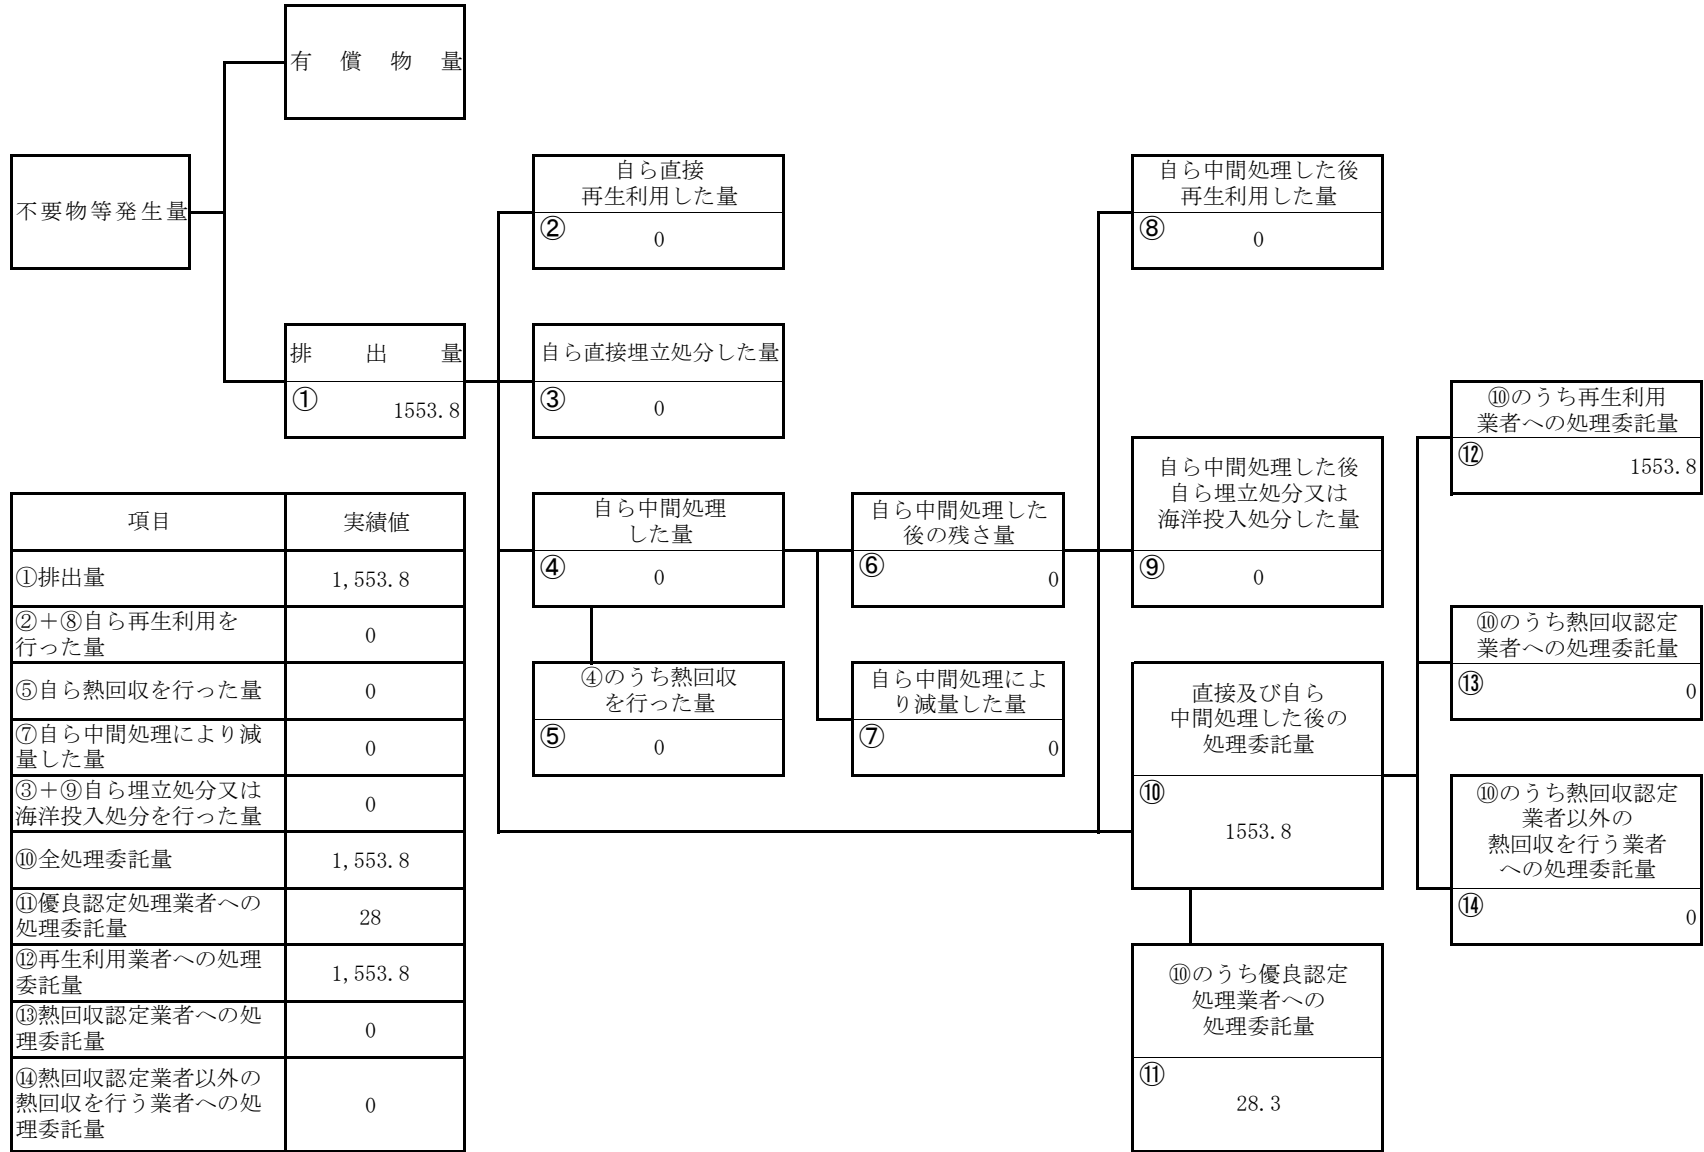 有償物量
不要物等発生量
排出量
①
1553.8
自ら直接
再生利用した量
②
0
自ら直接埋立処分した量
③
0
自ら中間処理
した量
④
0
④のうち熱回収
を行った量
⑤
0
自ら中間処理した
後の残さ量
⑥
0
自ら中間処理によ
り減量した量
⑦
0
自ら中間処理した後
再生利用した量
⑧
0
自ら中間処理した後
自ら埋立処分又は
海洋投入処分した量
⑨
0
直接及び自ら
中間処理した後の
処理委託量
⑩
1553.8
⑩のうち優良認定
処理業者への
処理委託量
⑪
28.3
⑩のうち再生利用
業者への処理委託量
⑫
1553.8
⑩のうち熱回収認定
業者への処理委託量
⑬
0
⑩のうち熱回収認定
業者以外の
熱回収を行う業者
への処理委託量
⑭
0
項目 実績値
①排出量 1,553.8
②+⑧自ら再生利用を
行った量 0
⑤自ら熱回収を行った量 0
⑦自ら中間処理により減
量した量 0
③+⑨自ら埋立処分又は
海洋投入処分を行った量 0
⑩全処理委託量 1,553.8
⑪優良認定処理業者への
処理委託量 28
⑫再生利用業者への処理
委託量 1,553.8
⑬熱回収認定業者への処
理委託量 0
⑭熱回収認定業者以外の
熱回収を行う業者への処
理委託量 0